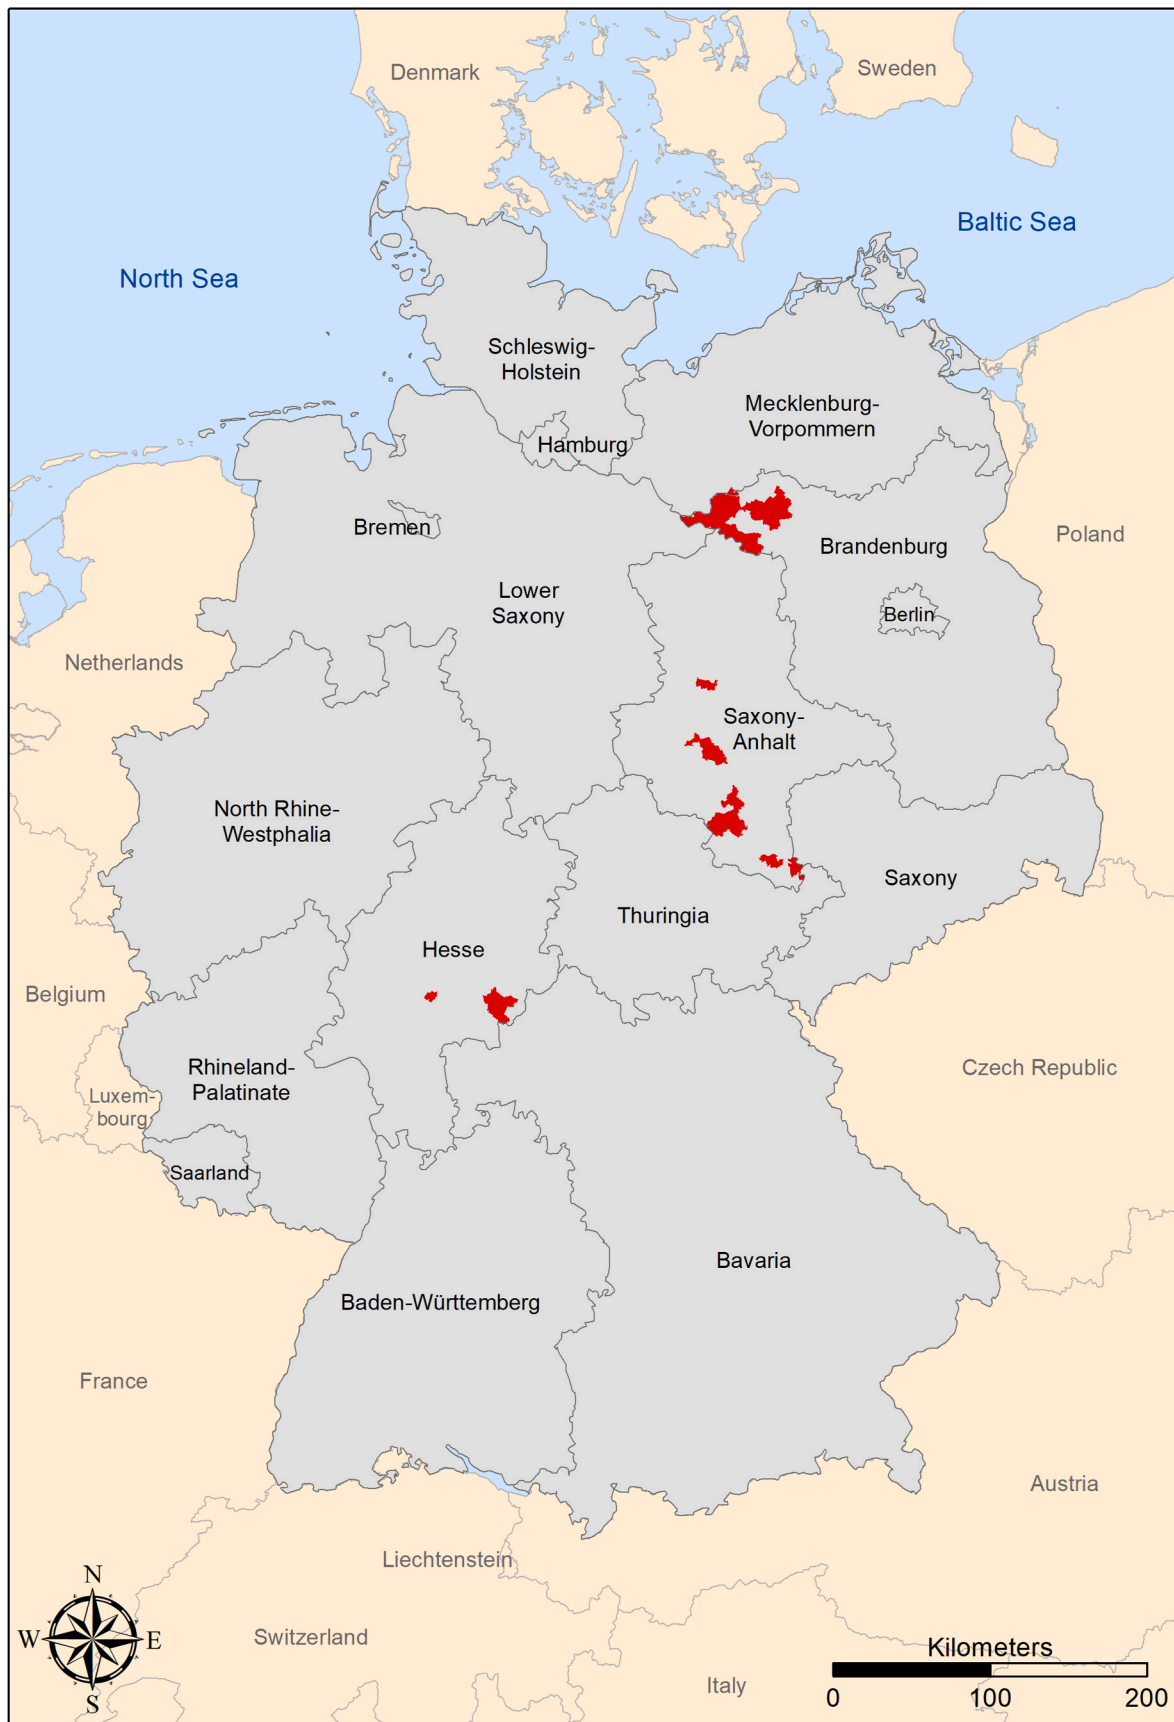 Denmark
Sweden
Baltic Sea
North Sea
Schleswig-
Holstein
Mecklenburg-
Vorpommern
Hamburg
Bremen
Brandenburg
Poland
Lower
Saxony
Berlin
Netherlands
Saxony-
Anhalt
North Rhine-
Westphalia
Saxony
Thuringia
Hesse
Belgium
Rhineland-
Palatinate
Czech Republic
Luxem-
bourg
Saarland
Bavaria
Baden-Württemberg
France
Austria
Liechtenstein
N
W
E
S
Switzerland
Kilometers
Italy
0
100
200